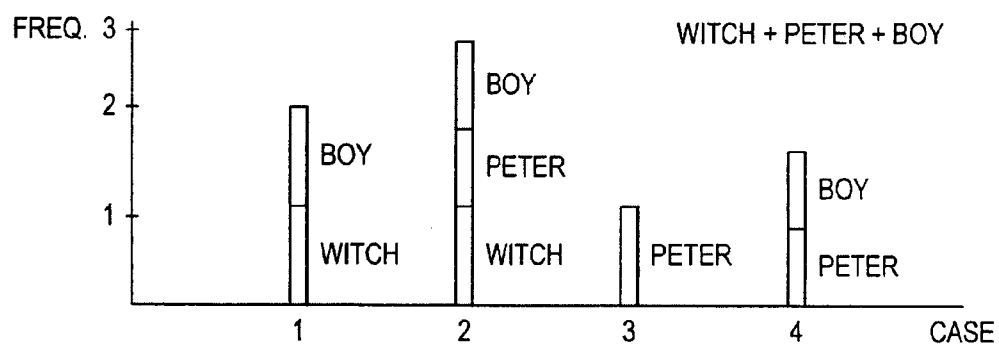 FREQ. 3
WITCH + PETER + BOY
2
1
BOY
WITCH
BOY
PETER
WITCH
PETER
BOY
PETER
1 2 3 4 CASE